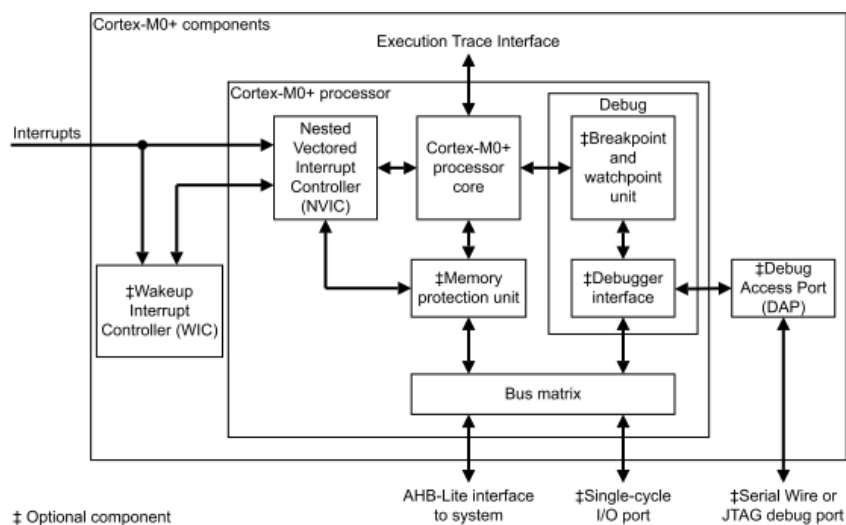 Cortex-M0+ components
Execution Trace Interface
Cortex-M0+ processor
Debug
Interrupts
Nested
Vectored
Interrupt
Controller
(NVIC)
Cortex-M0+
processor
core
‡Breakpoint
and
watchpoint
unit
‡Wakeup
Interrupt
Controller (WIC)
‡Memory
protection unit
‡Debugger
interface
‡Debug
Access Port
(DAP)
Bus matrix
‡ Optional component
AHB-Lite interface
to system
‡Single-cycle
I/O port
‡Serial Wire or
JTAG debug port